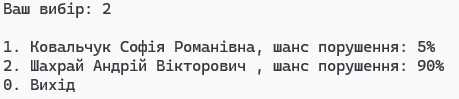 Ваш вибір: 2
1. Ковальчук Софія Романівна, шанс порушення: 5%
2. Шахрай Андрій Вікторович , шанс порушення: 90%
0. Вихід